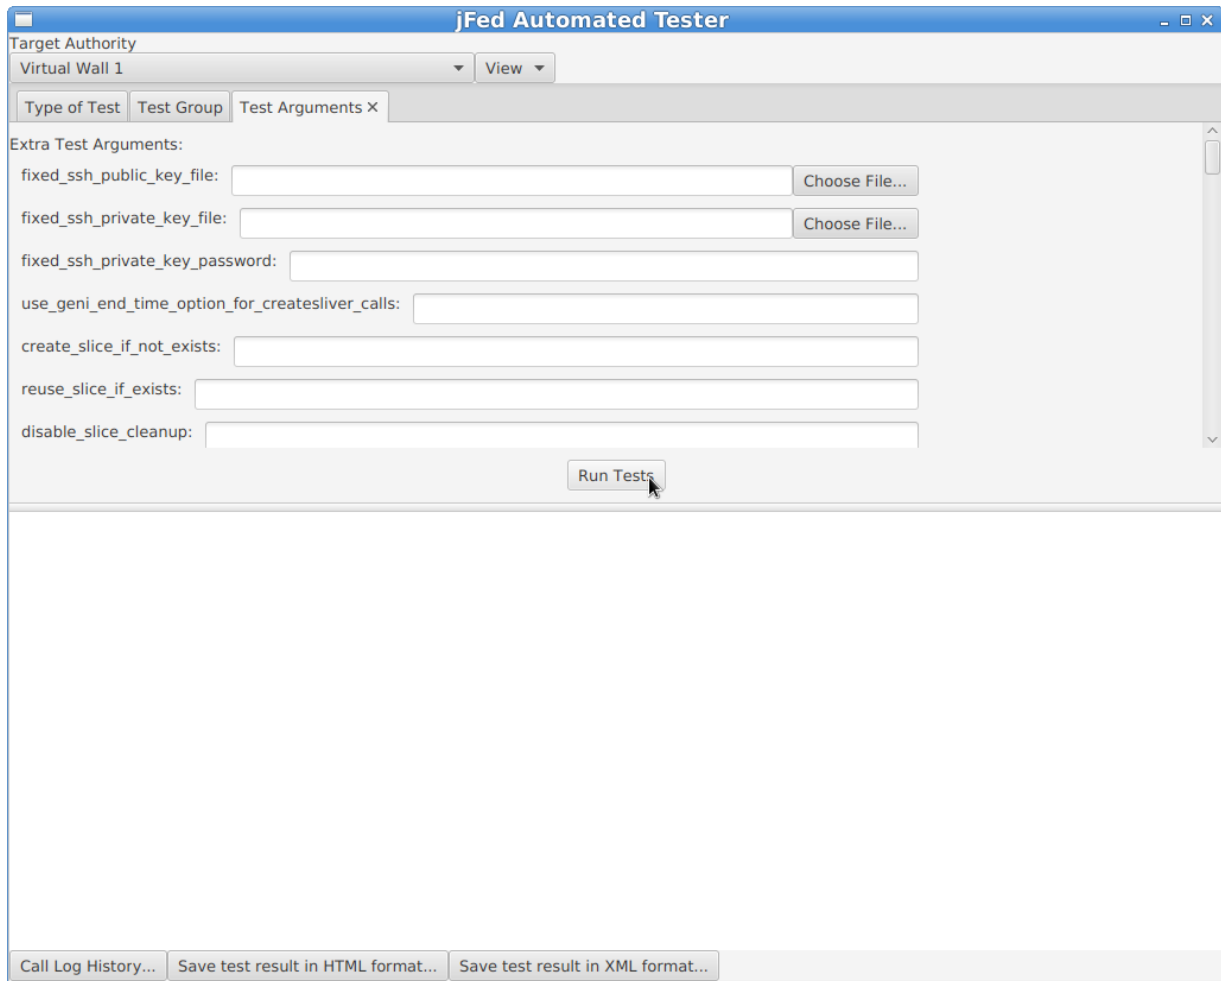 jFed Automated Tester
Target Authority
Virtual Wall 1 View
Type of Test Test Group Test Arguments ×
Extra Test Arguments:
fixed_ssh_public_key_file: Choose File...
fixed_ssh_private_key_file: Choose File...
fixed_ssh_private_key_password:
use_geni_end_time_option_for_createsliver_calls:
create_slice_if_not_exists:
reuse_slice_if_exists:
disable_slice_cleanup:
Run Tests
Call Log History... Save test result in HTML format... Save test result in XML format...